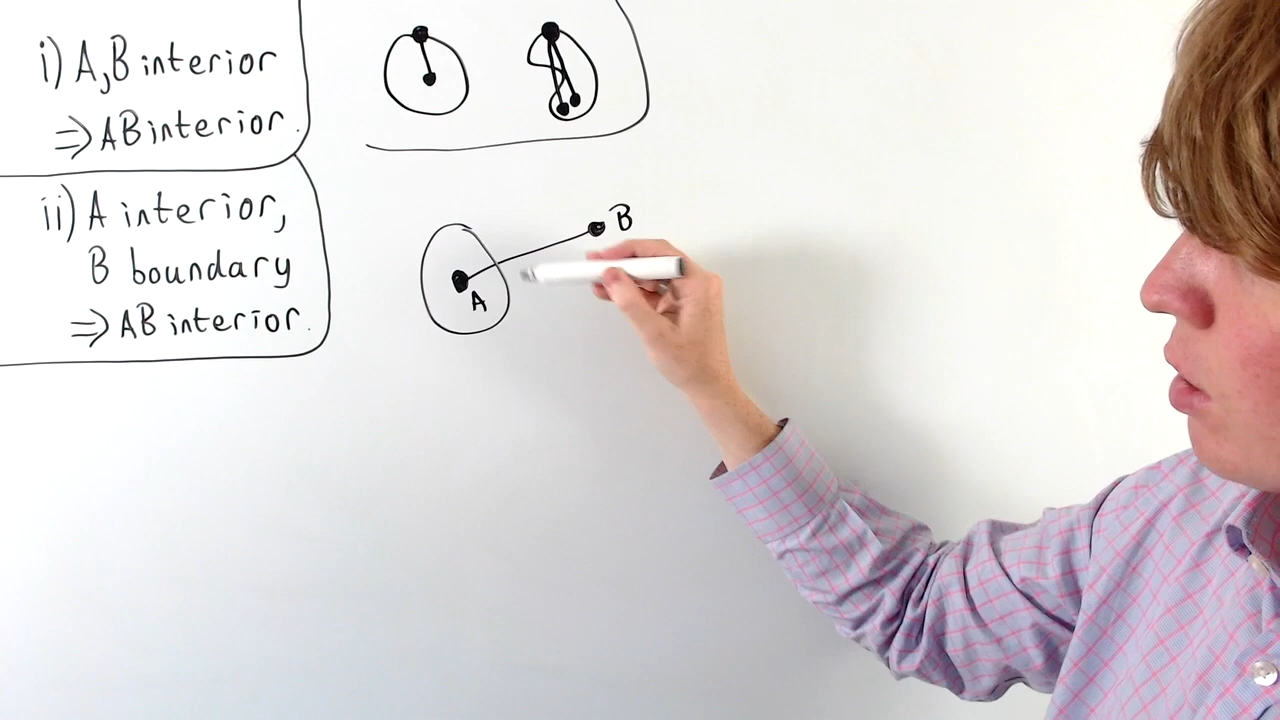 i) A,B interior
⇒ AB interior.
ii) A interior,
B boundary
⇒ AB interior.
B
A